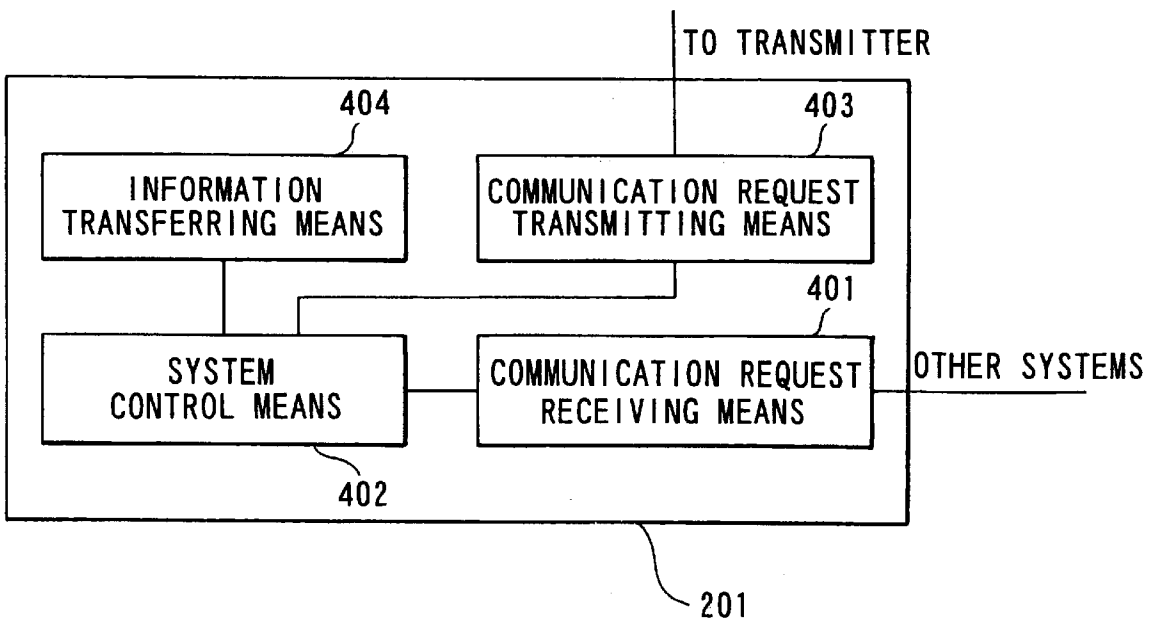 TO TRANSMITTER
404
403
INFORMATION
TRANSFERRING MEANS
COMMUNICATION REQUEST
TRANSMITTING MEANS
401
SYSTEM
CONTROL MEANS
COMMUNICATION REQUEST
RECEIVING MEANS
OTHER SYSTEMS
402
201